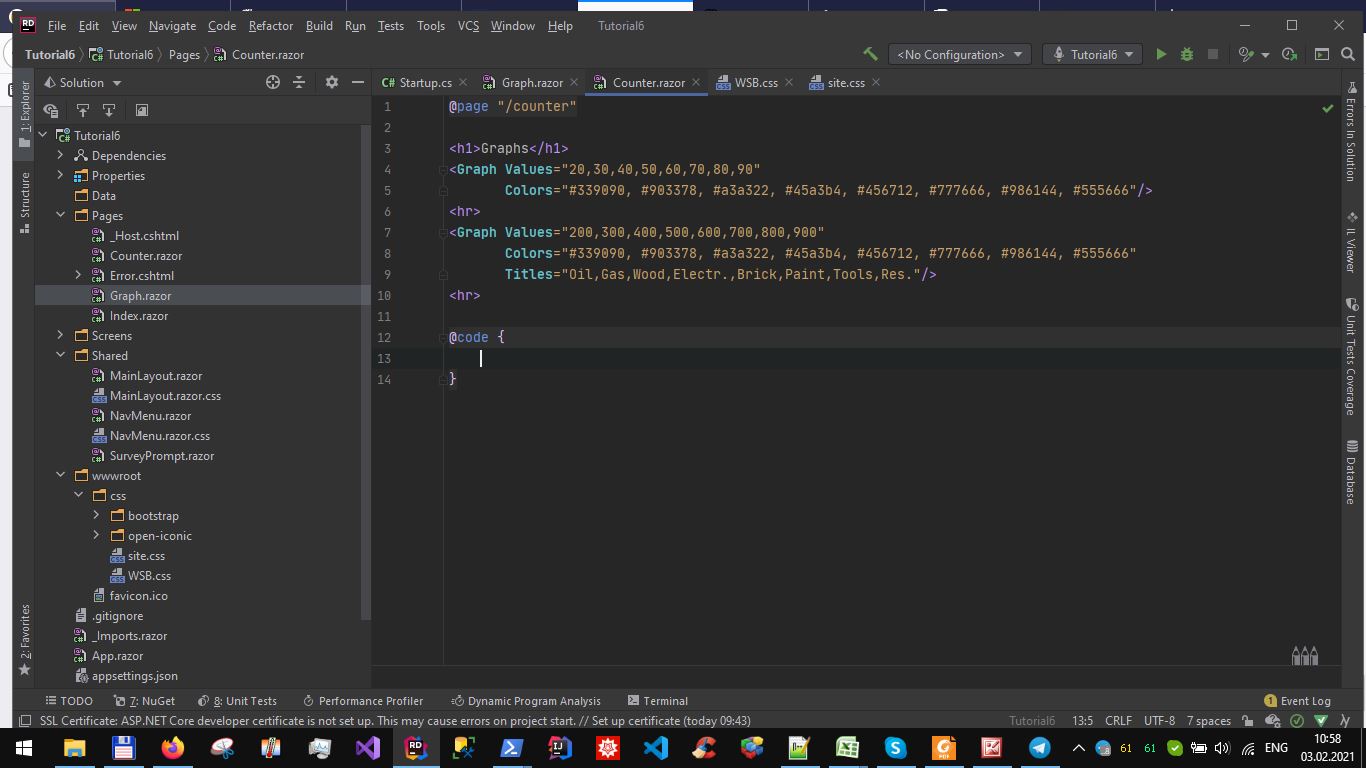 File Edit View Navigate Code Refactor Build Run Tests Tools VCS Window Help Tutorial6
Tutorial6 Tutorial6 Pages Counter.razor <No Configuration> Tutorial6
Solution
Startup.cs Graph.razor Counter.razor WSB.css site.css
1: Explorer
Structure
2: Favorites
Tutorial6
Dependencies
Properties
Data
Pages
_Host.cshtml
Counter.razor
Error.cshtml
Graph.razor
Index.razor
Screens
Shared
MainLayout.razor
MainLayout.razor.css
NavMenu.razor
NavMenu.razor.css
SurveyPrompt.razor
wwwroot
css
bootstrap
open-iconic
site.css
WSB.css
favicon.ico
.gitignore
_Imports.razor
App.razor
appsettings.json
1 @page "/counter"
2
3 <h1>Graphs</h1>
4 <Graph Values="20,30,40,50,60,70,80,90"
5 Colors="#339090, #903378, #a3a322, #45a3b4, #456712, #777666, #986144, #555666"/>
6 <hr>
7 <Graph Values="200,300,400,500,600,700,800,900"
8 Colors="#339090, #903378, #a3a322, #45a3b4, #456712, #777666, #986144, #555666"
9 Titles="Oil,Gas,Wood,Electr.,Brick,Paint,Tools,Res."/>
10 <hr>
11
12 @code {
13
14 }
Errors In Solution
IL Viewer
Unit Tests Coverage
Database
TODO 7: NuGet 8: Unit Tests Performance Profiler Dynamic Program Analysis Terminal 1 Event Log
SSL Certificate: ASP.NET Core developer certificate is not set up. This may cause errors on project start. // Set up certificate (today 09:43) Tutorial6 13:5 CRLF UTF-8 7 spaces
61 61 ENG 10:58
03.02.2021